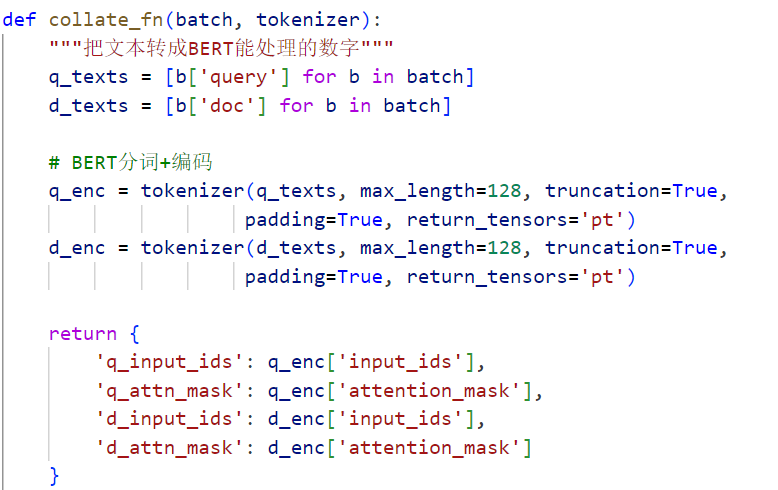 def collate_fn(batch, tokenizer):
    """把文本转成BERT能处理的数字"""
    q_texts = [b['query'] for b in batch]
    d_texts = [b['doc'] for b in batch]

    # BERT分词+编码
    q_enc = tokenizer(q_texts, max_length=128, truncation=True,
                     padding=True, return_tensors='pt')
    d_enc = tokenizer(d_texts, max_length=128, truncation=True,
                     padding=True, return_tensors='pt')

    return {
        'q_input_ids': q_enc['input_ids'],
        'q_attn_mask': q_enc['attention_mask'],
        'd_input_ids': d_enc['input_ids'],
        'd_attn_mask': d_enc['attention_mask']
    }